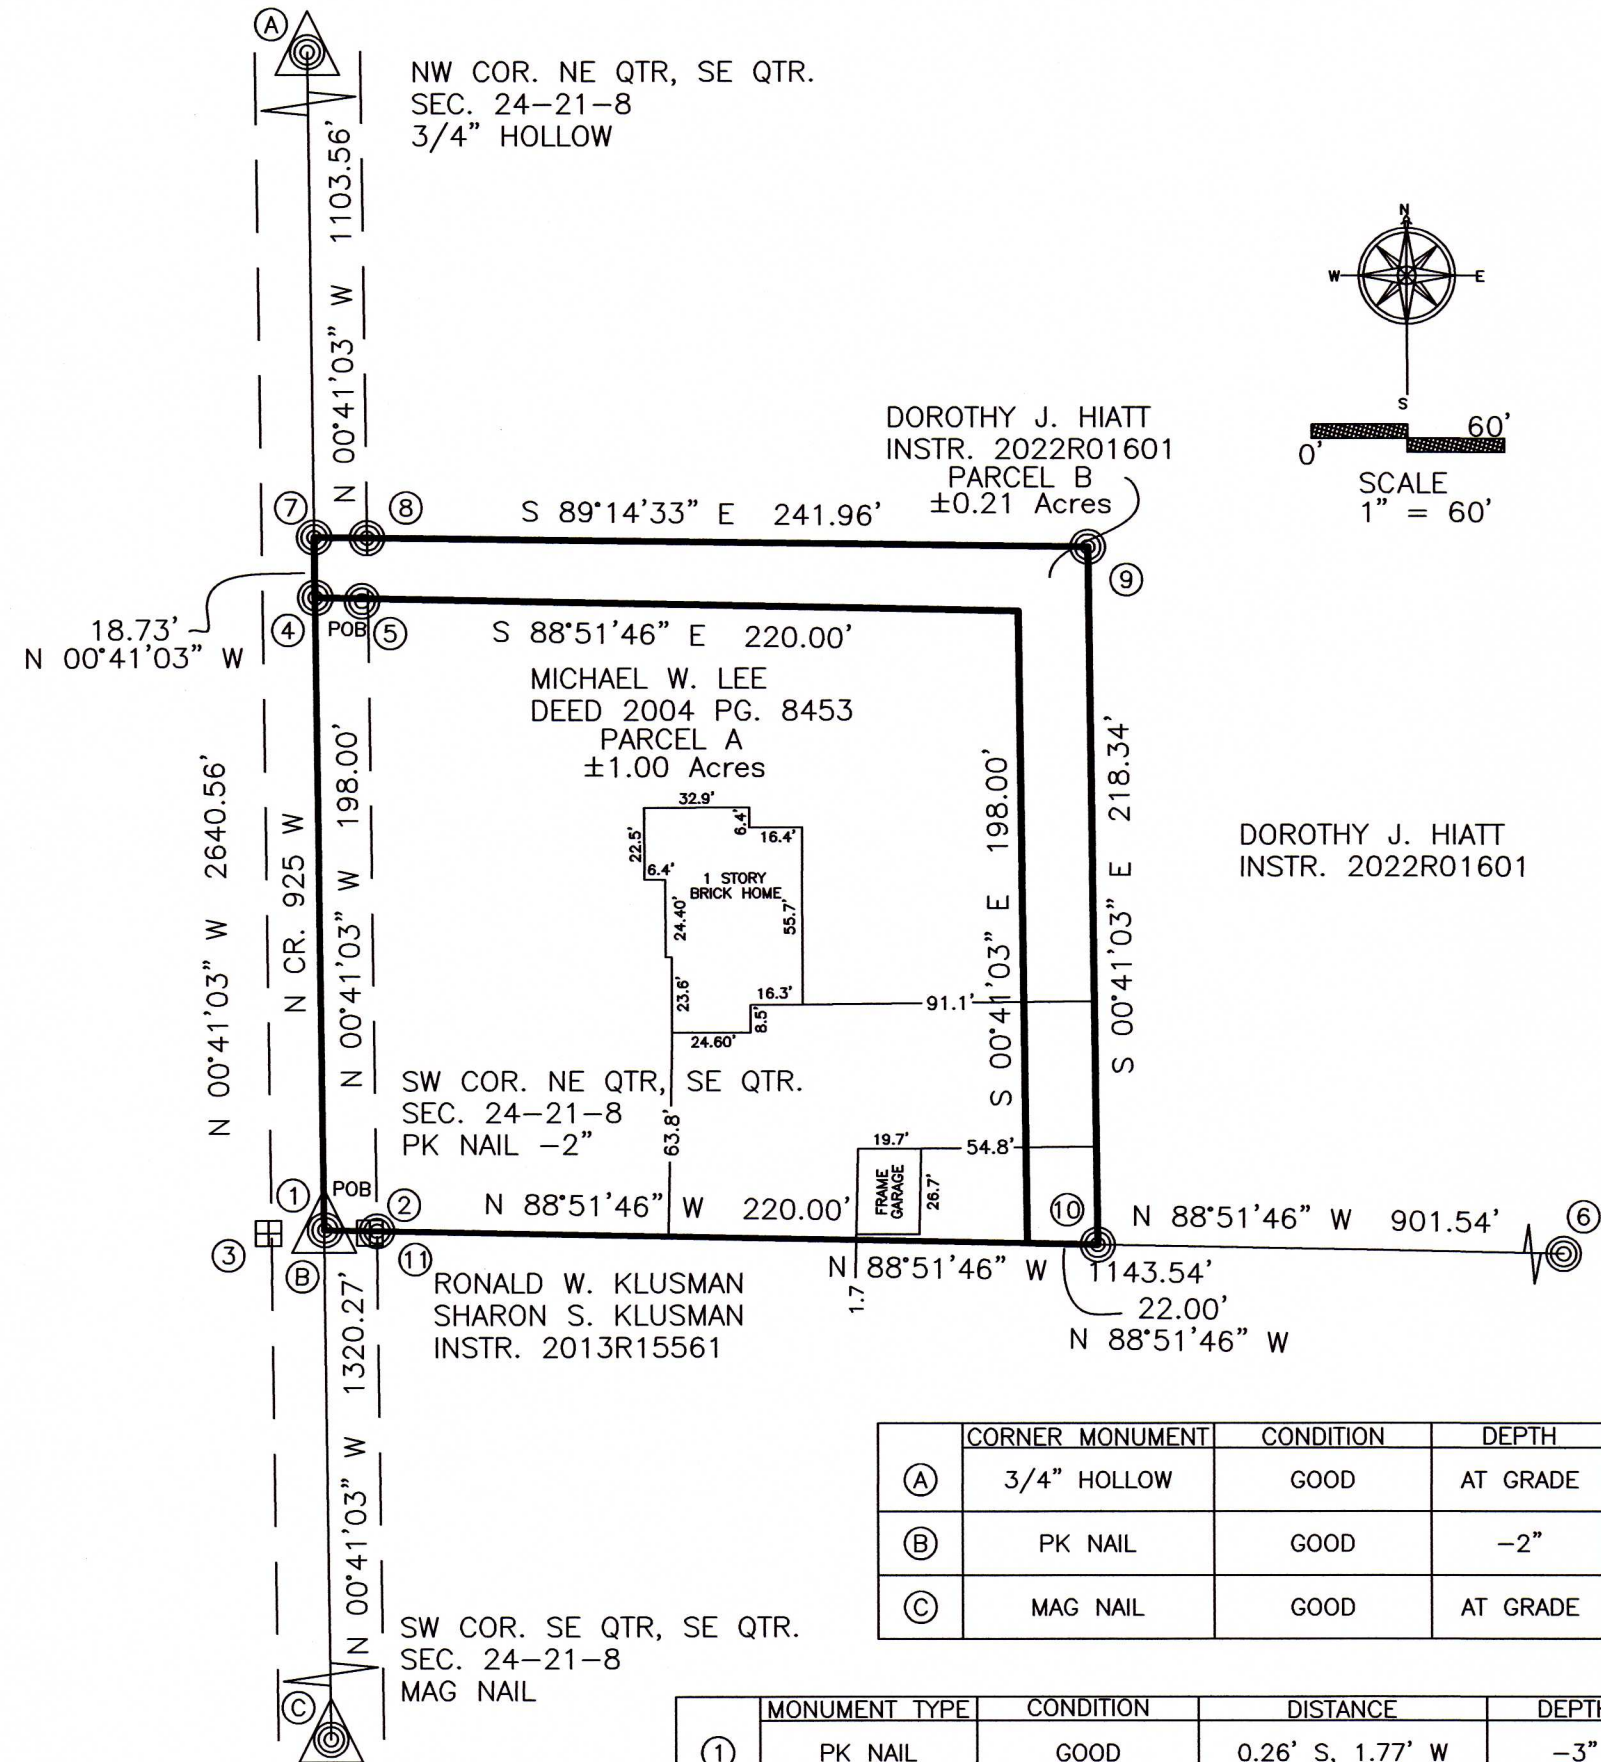 A
NW COR. NE QTR, SE QTR.
SEC. 24-21-8
3/4" HOLLOW
N 00°41'03" W 1103.56'
N
W
E
S
0'
60'
SCALE
1" = 60'
DOROTHY J. HIATT
INSTR. 2022R01601
PARCEL B
±0.21 Acres
7
8
S 89°14'33" E 241.96'
9
18.73'
N 00°41'03" W
4
POB
5
S 88°51'46" E 220.00'
MICHAEL W. LEE
DEED 2004 PG. 8453
PARCEL A
±1.00 Acres
N 00°41'03" W 2640.56'
N CR. 925 W
N 00°41'03" W 198.00'
32.9'
6.4'
16.4'
22.5'
6.4'
1 STORY
BRICK HOME
24.40'
55.7'
23.6'
16.3'
8.5'
24.60'
91.1'
63.8'
S 00°41'03" E 198.00'
S 00°41'03" E 218.34'
DOROTHY J. HIATT
INSTR. 2022R01601
SW COR. NE QTR, SE QTR.
SEC. 24-21-8
PK NAIL -2"
19.7'
54.8'
FRAME
GARAGE
26.7'
1
POB
2
N 88°51'46" W 220.00'
10
N 88°51'46" W 901.54'
6
3
B
11
N 88°51'46" W 1143.54'
1.7
22.00'
N 88°51'46" W
RONALD W. KLUSMAN
SHARON S. KLUSMAN
INSTR. 2013R15561
N 00°41'03" W 1320.27'
SW COR. SE QTR, SE QTR.
SEC. 24-21-8
MAG NAIL
C
CORNER MONUMENT CONDITION DEPTH
A 3/4" HOLLOW GOOD AT GRADE
B PK NAIL GOOD -2"
C MAG NAIL GOOD AT GRADE
MONUMENT TYPE CONDITION DISTANCE DEPTH
1 PK NAIL GOOD 0.26' S, 1.77' W -3"